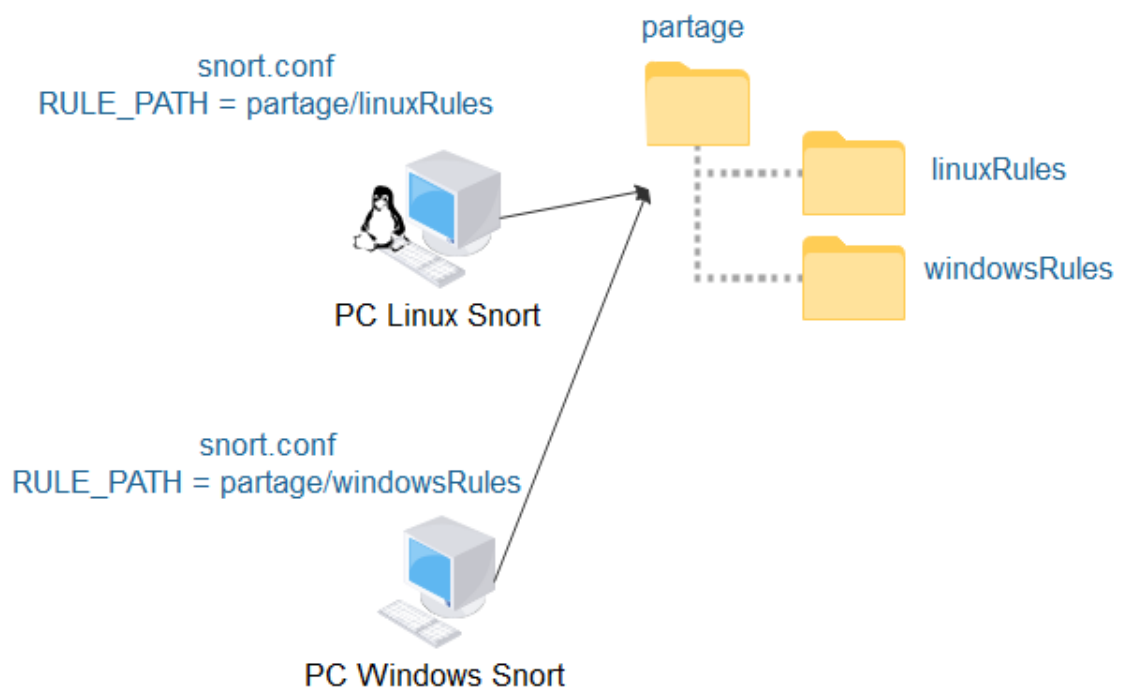 partage
snort.conf
RULE_PATH = partage/linuxRules
linuxRules
windowsRules
PC Linux Snort
snort.conf
RULE_PATH = partage/windowsRules
PC Windows Snort